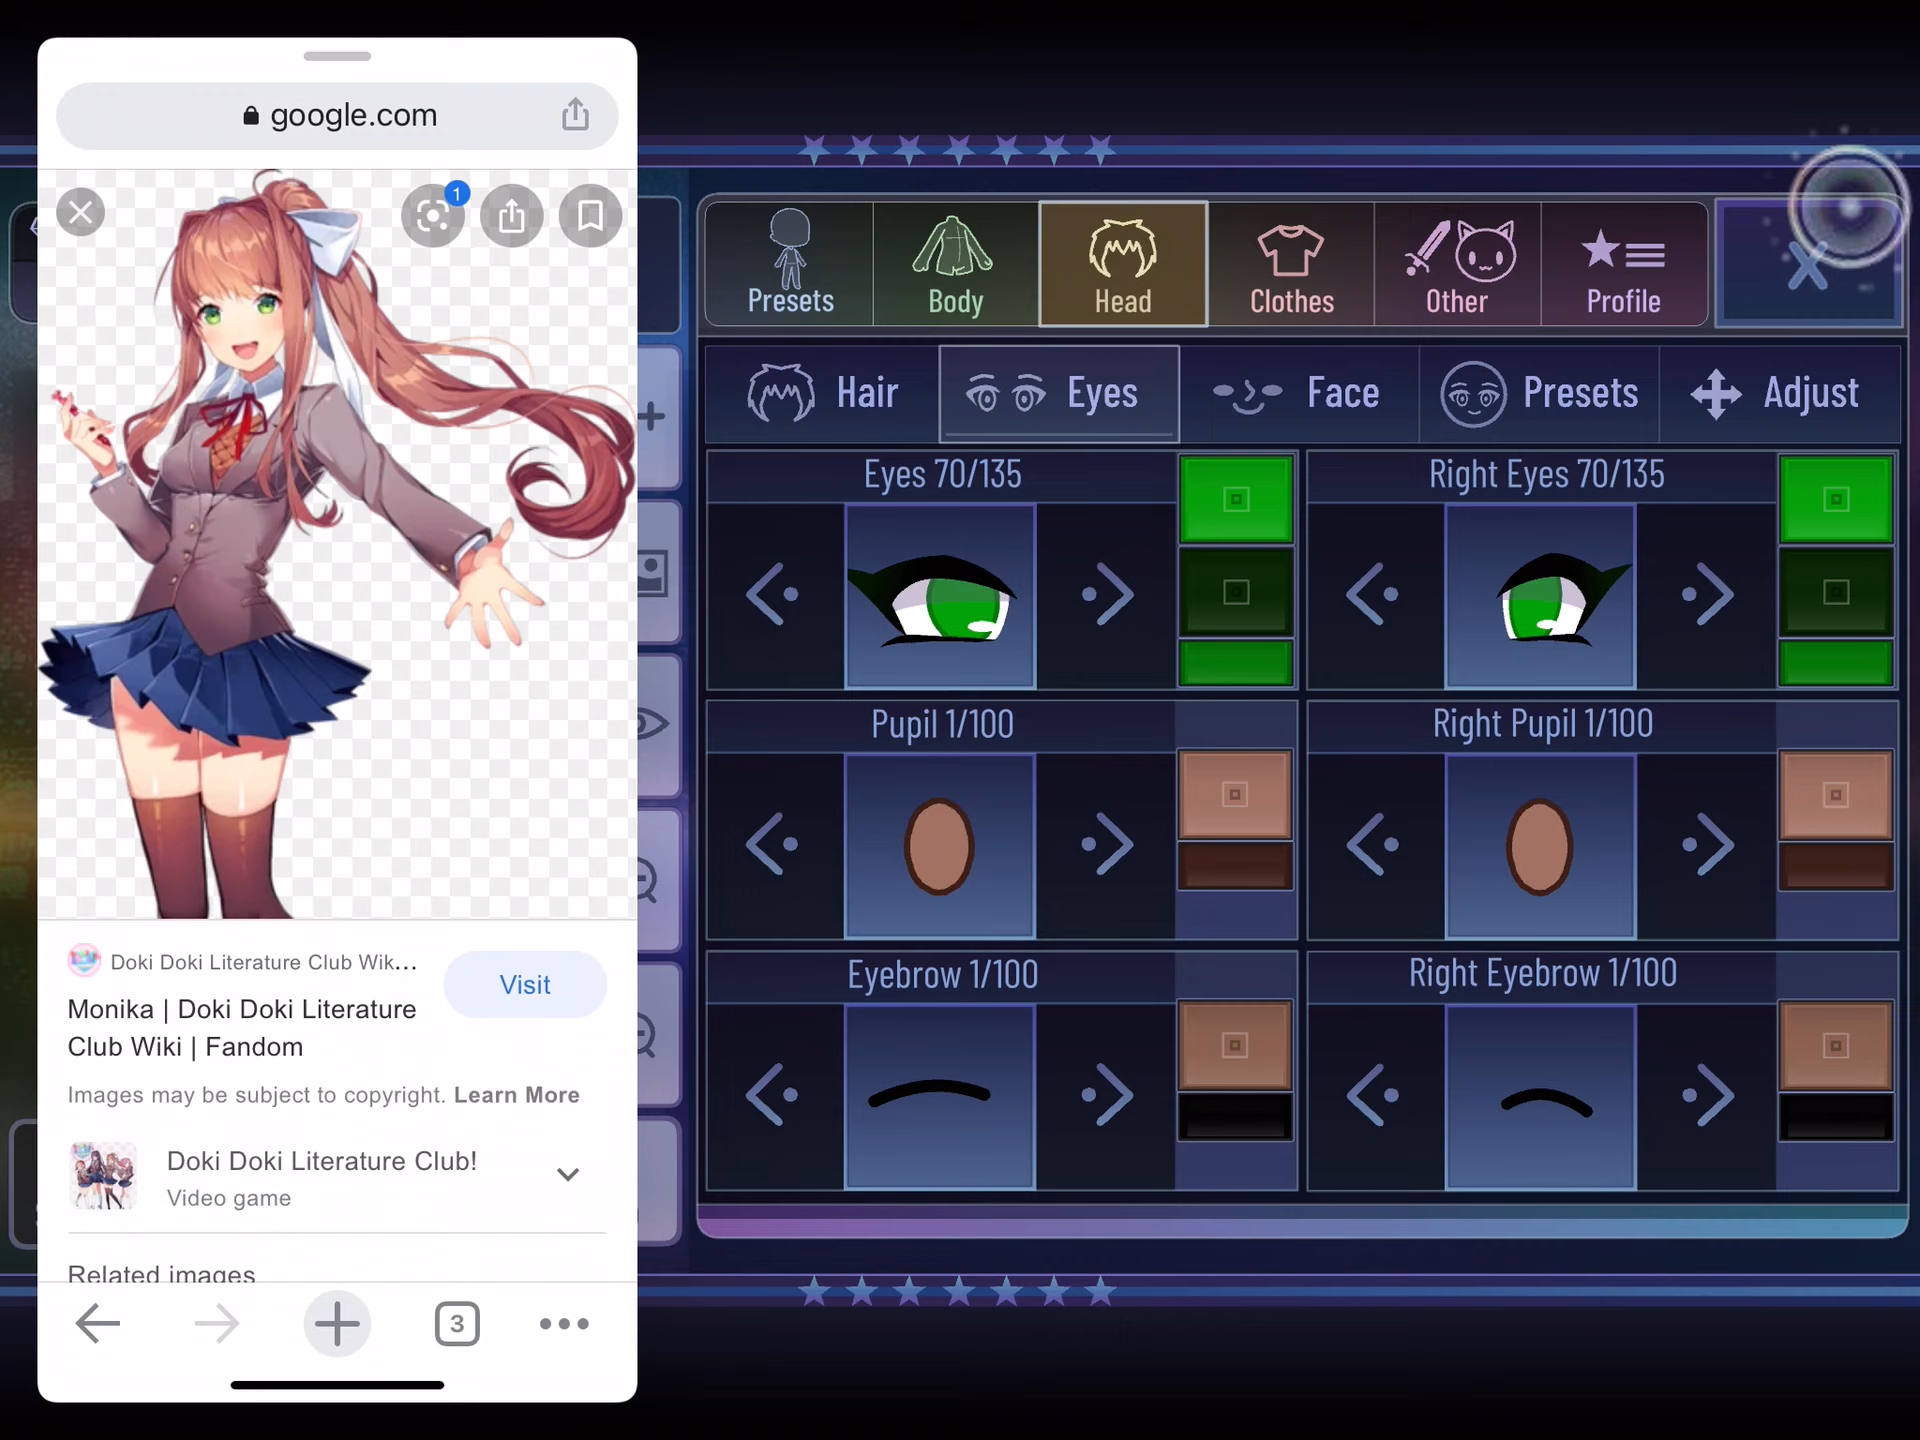 google.com
1
Doki Doki Literature Club Wik...
Visit
Monika | Doki Doki Literature
Club Wiki | Fandom
Images may be subject to copyright. Learn More
Doki Doki Literature Club!
Video game
Related images
3
Presets
Body
Head
Clothes
Other
Profile
X
Hair
Eyes
Face
Presets
Adjust
Eyes 70/135
Right Eyes 70/135
Pupil 1/100
Right Pupil 1/100
Eyebrow 1/100
Right Eyebrow 1/100